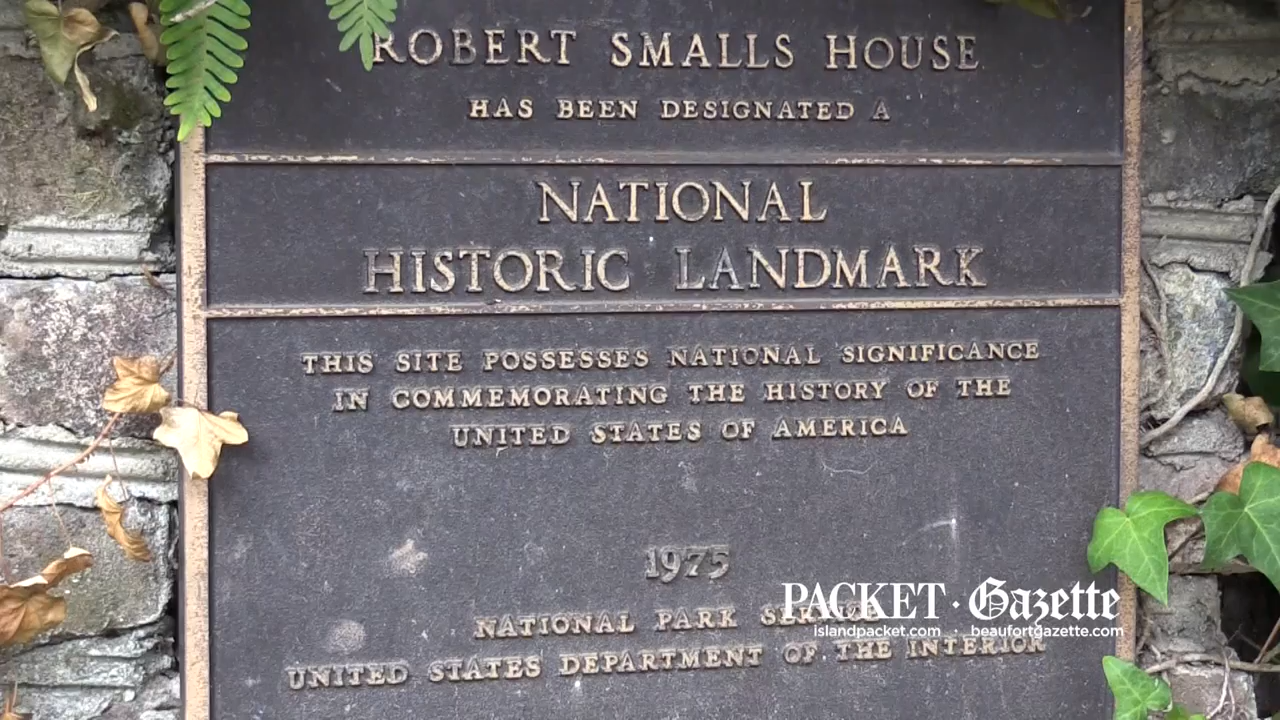 ROBERT SMALLS HOUSE
HAS BEEN DESIGNATED A
NATIONAL
HISTORIC LANDMARK
THIS SITE POSSESSES NATIONAL SIGNIFICANCE
IN COMMEMORATING THE HISTORY OF THE
UNITED STATES OF AMERICA
1975
NATIONAL PARK SERVICE
UNITED STATES DEPARTMENT OF THE INTERIOR
PACKET · Gazette
islandpacket.com · beaufortgazette.com